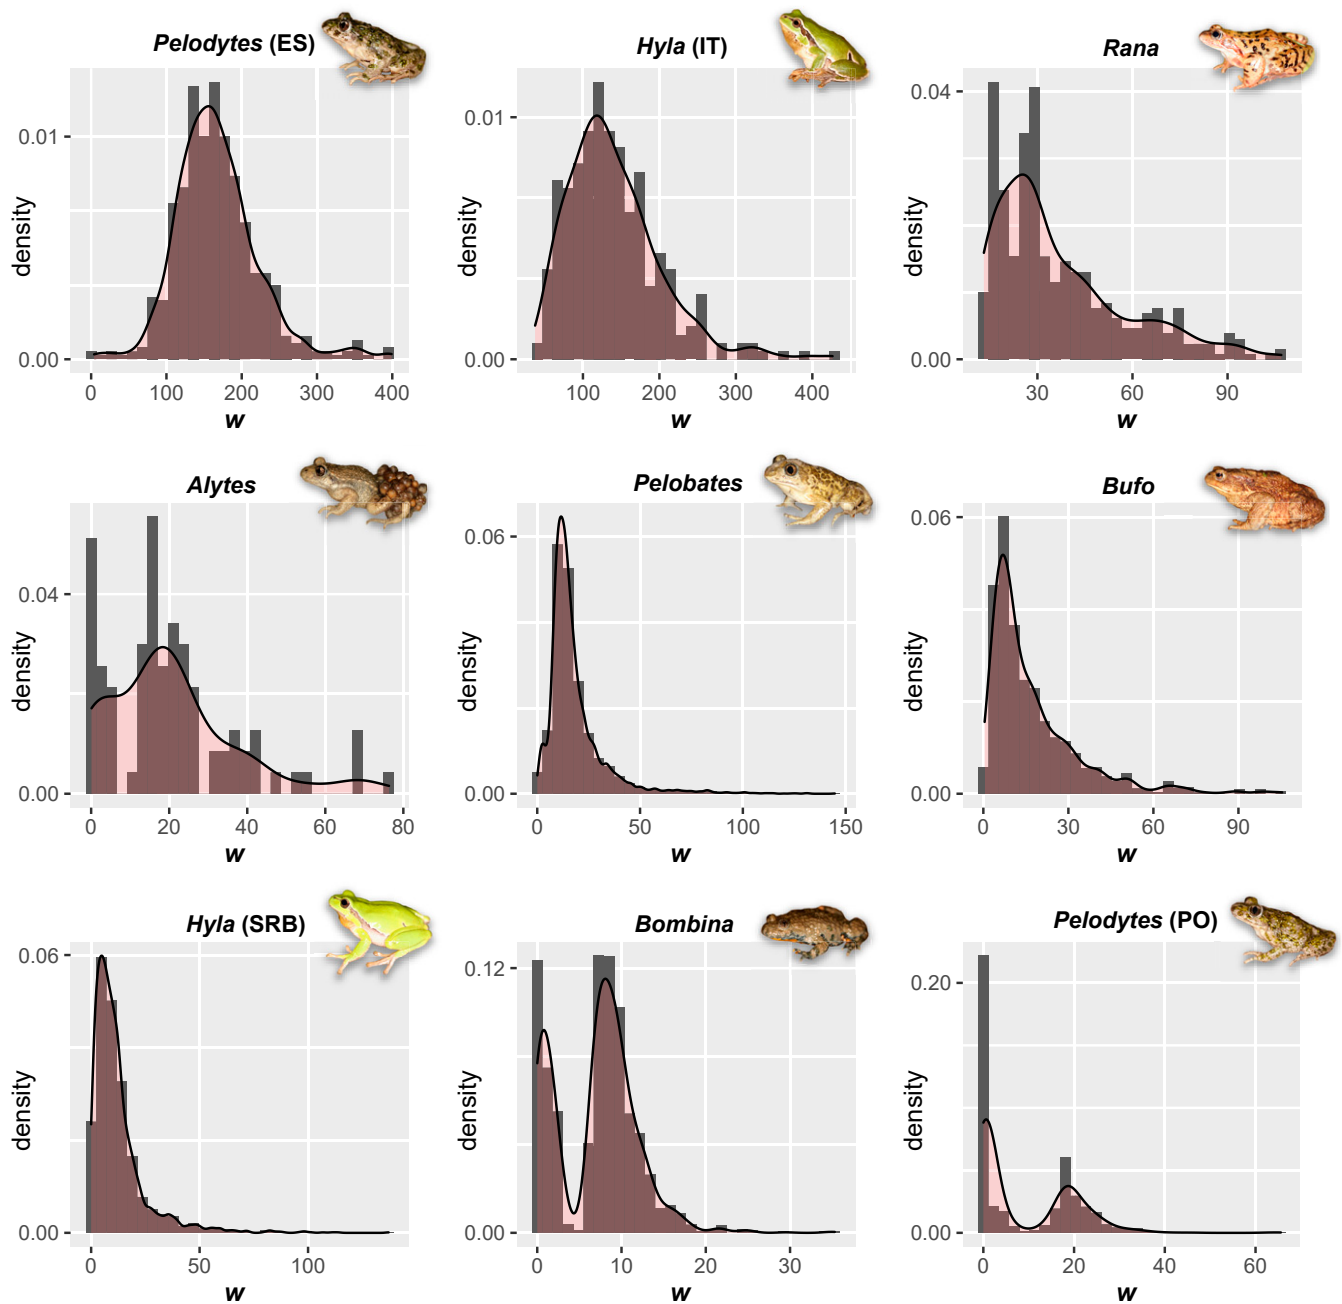 Pelodytes (ES)
density
0.01
0.00
0 100 200 300 400
w
Hyla (IT)
density
0.01
0.00
100 200 300 400
w
Rana
density
0.04
0.00
30 60 90
w
Alytes
density
0.04
0.00
0 20 40 60 80
w
Pelobates
density
0.06
0.00
0 50 100 150
w
Bufo
density
0.06
0.00
0 30 60 90
w
Hyla (SRB)
density
0.06
0.00
0 50 100
w
Bombina
density
0.12
0.00
0 10 20 30
w
Pelodytes (PO)
density
0.20
0.00
0 20 40 60
w